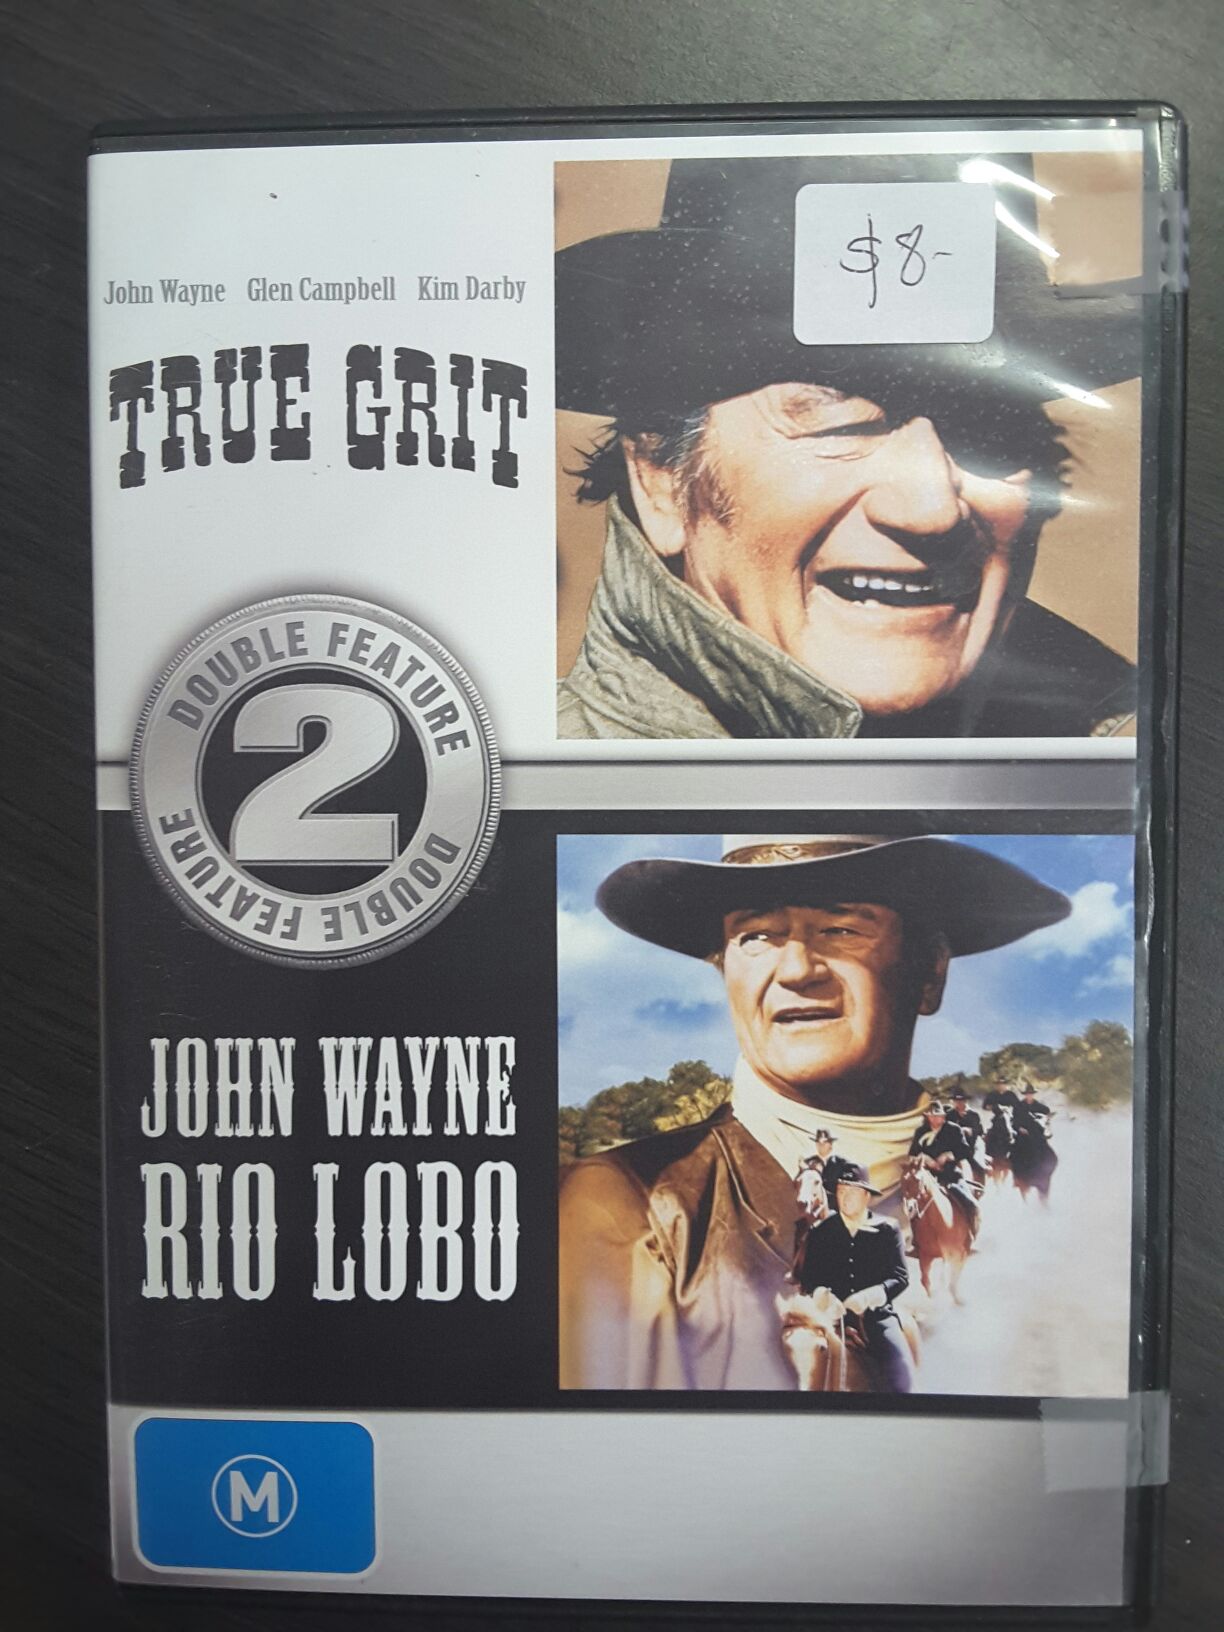 $8-
John Wayne Glen Campbell Kim Darby
TRUE GRIT
DOUBLE FEATURE
2
DOUBLE FEATURE
JOHN WAYNE
RIO LOBO
M